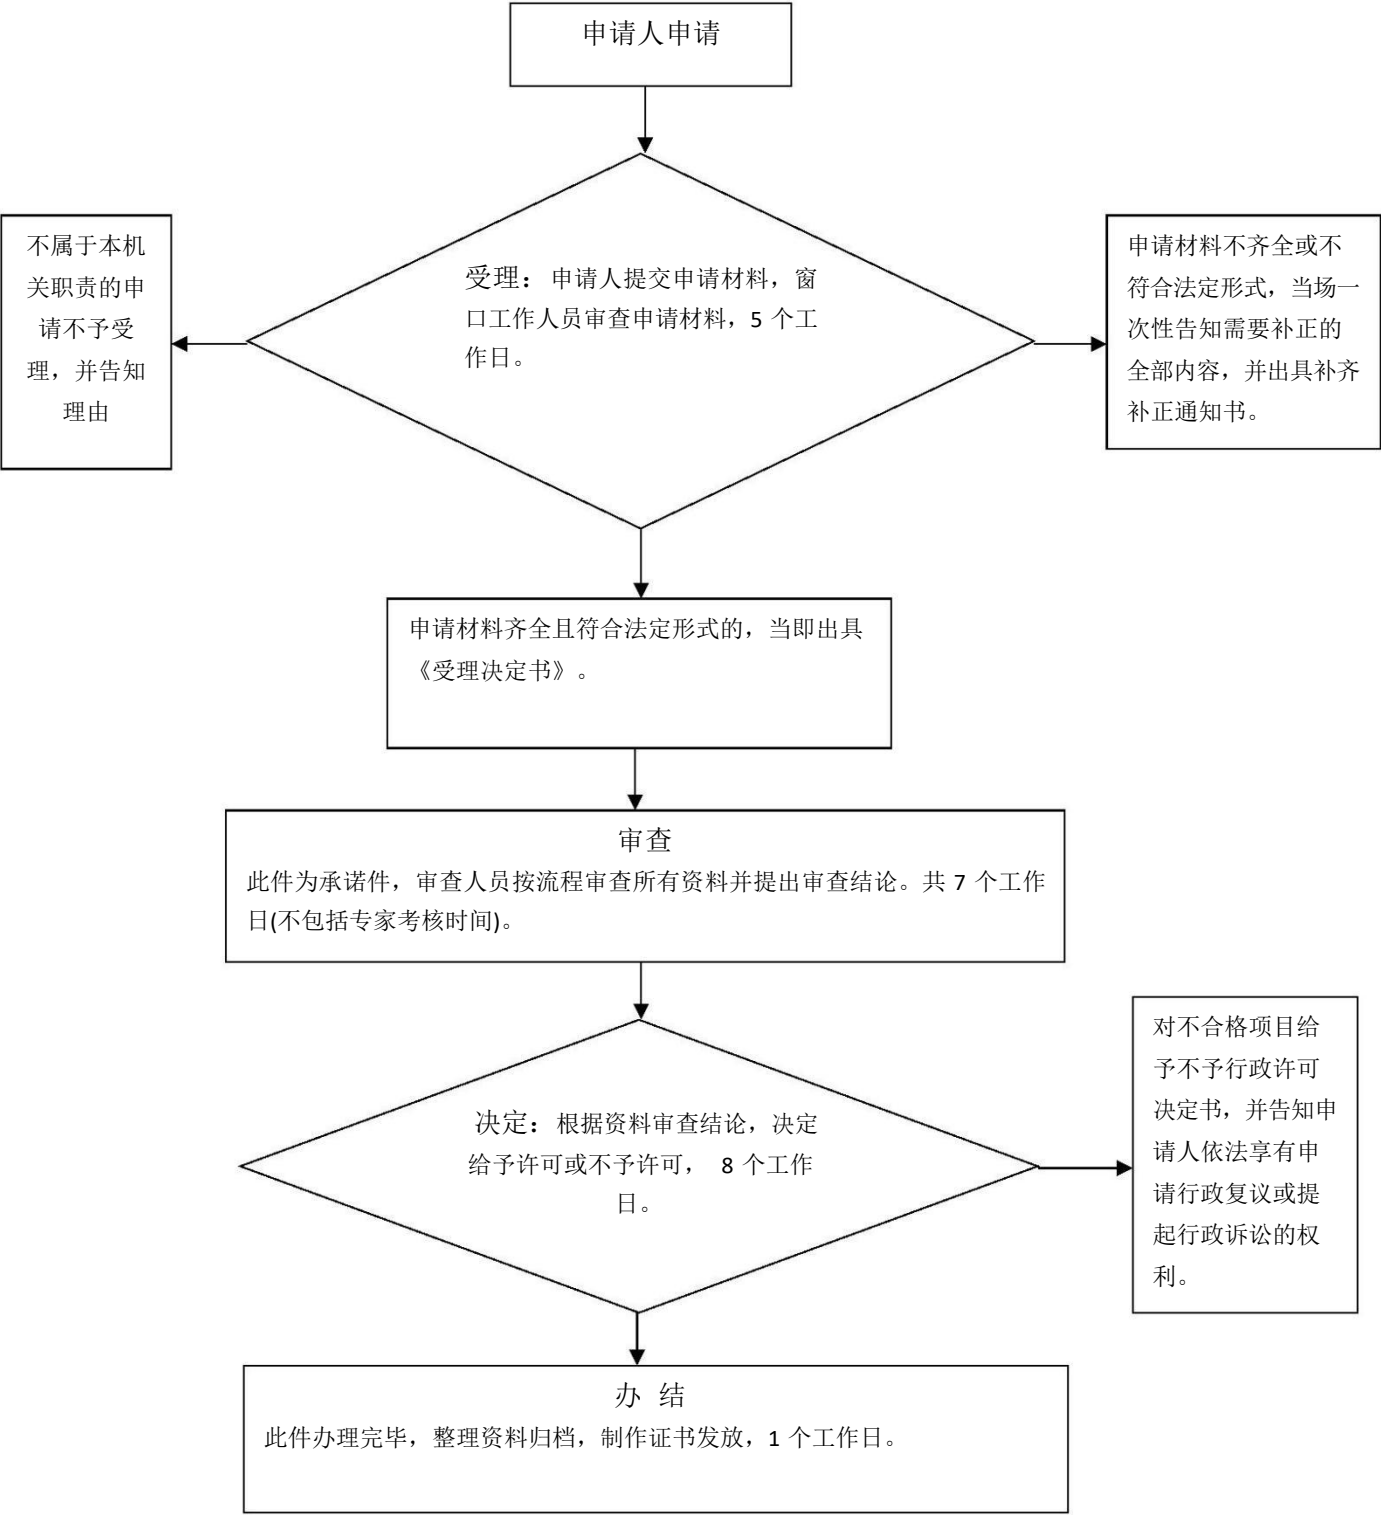 申请人申请
不属于本机
关职责的申
请不予受
理，并告知
理由
受理：申请人提交申请材料，窗
口工作人员审查申请材料，5 个工
作日。
申请材料不齐全或不
符合法定形式，当场一
次性告知需要补正的
全部内容，并出具补齐
补正通知书。
申请材料齐全且符合法定形式的，当即出具
《受理决定书》。
审查
此件为承诺件，审查人员按流程审查所有资料并提出审查结论。共 7 个工作
日(不包括专家考核时间)。
决定：根据资料审查结论，决定
给予许可或不予许可， 8 个工作
日。
对不合格项目给
予不予行政许可
决定书，并告知申
请人依法享有申
请行政复议或提
起行政诉讼的权
利。
办 结
此件办理完毕，整理资料归档，制作证书发放，1 个工作日。